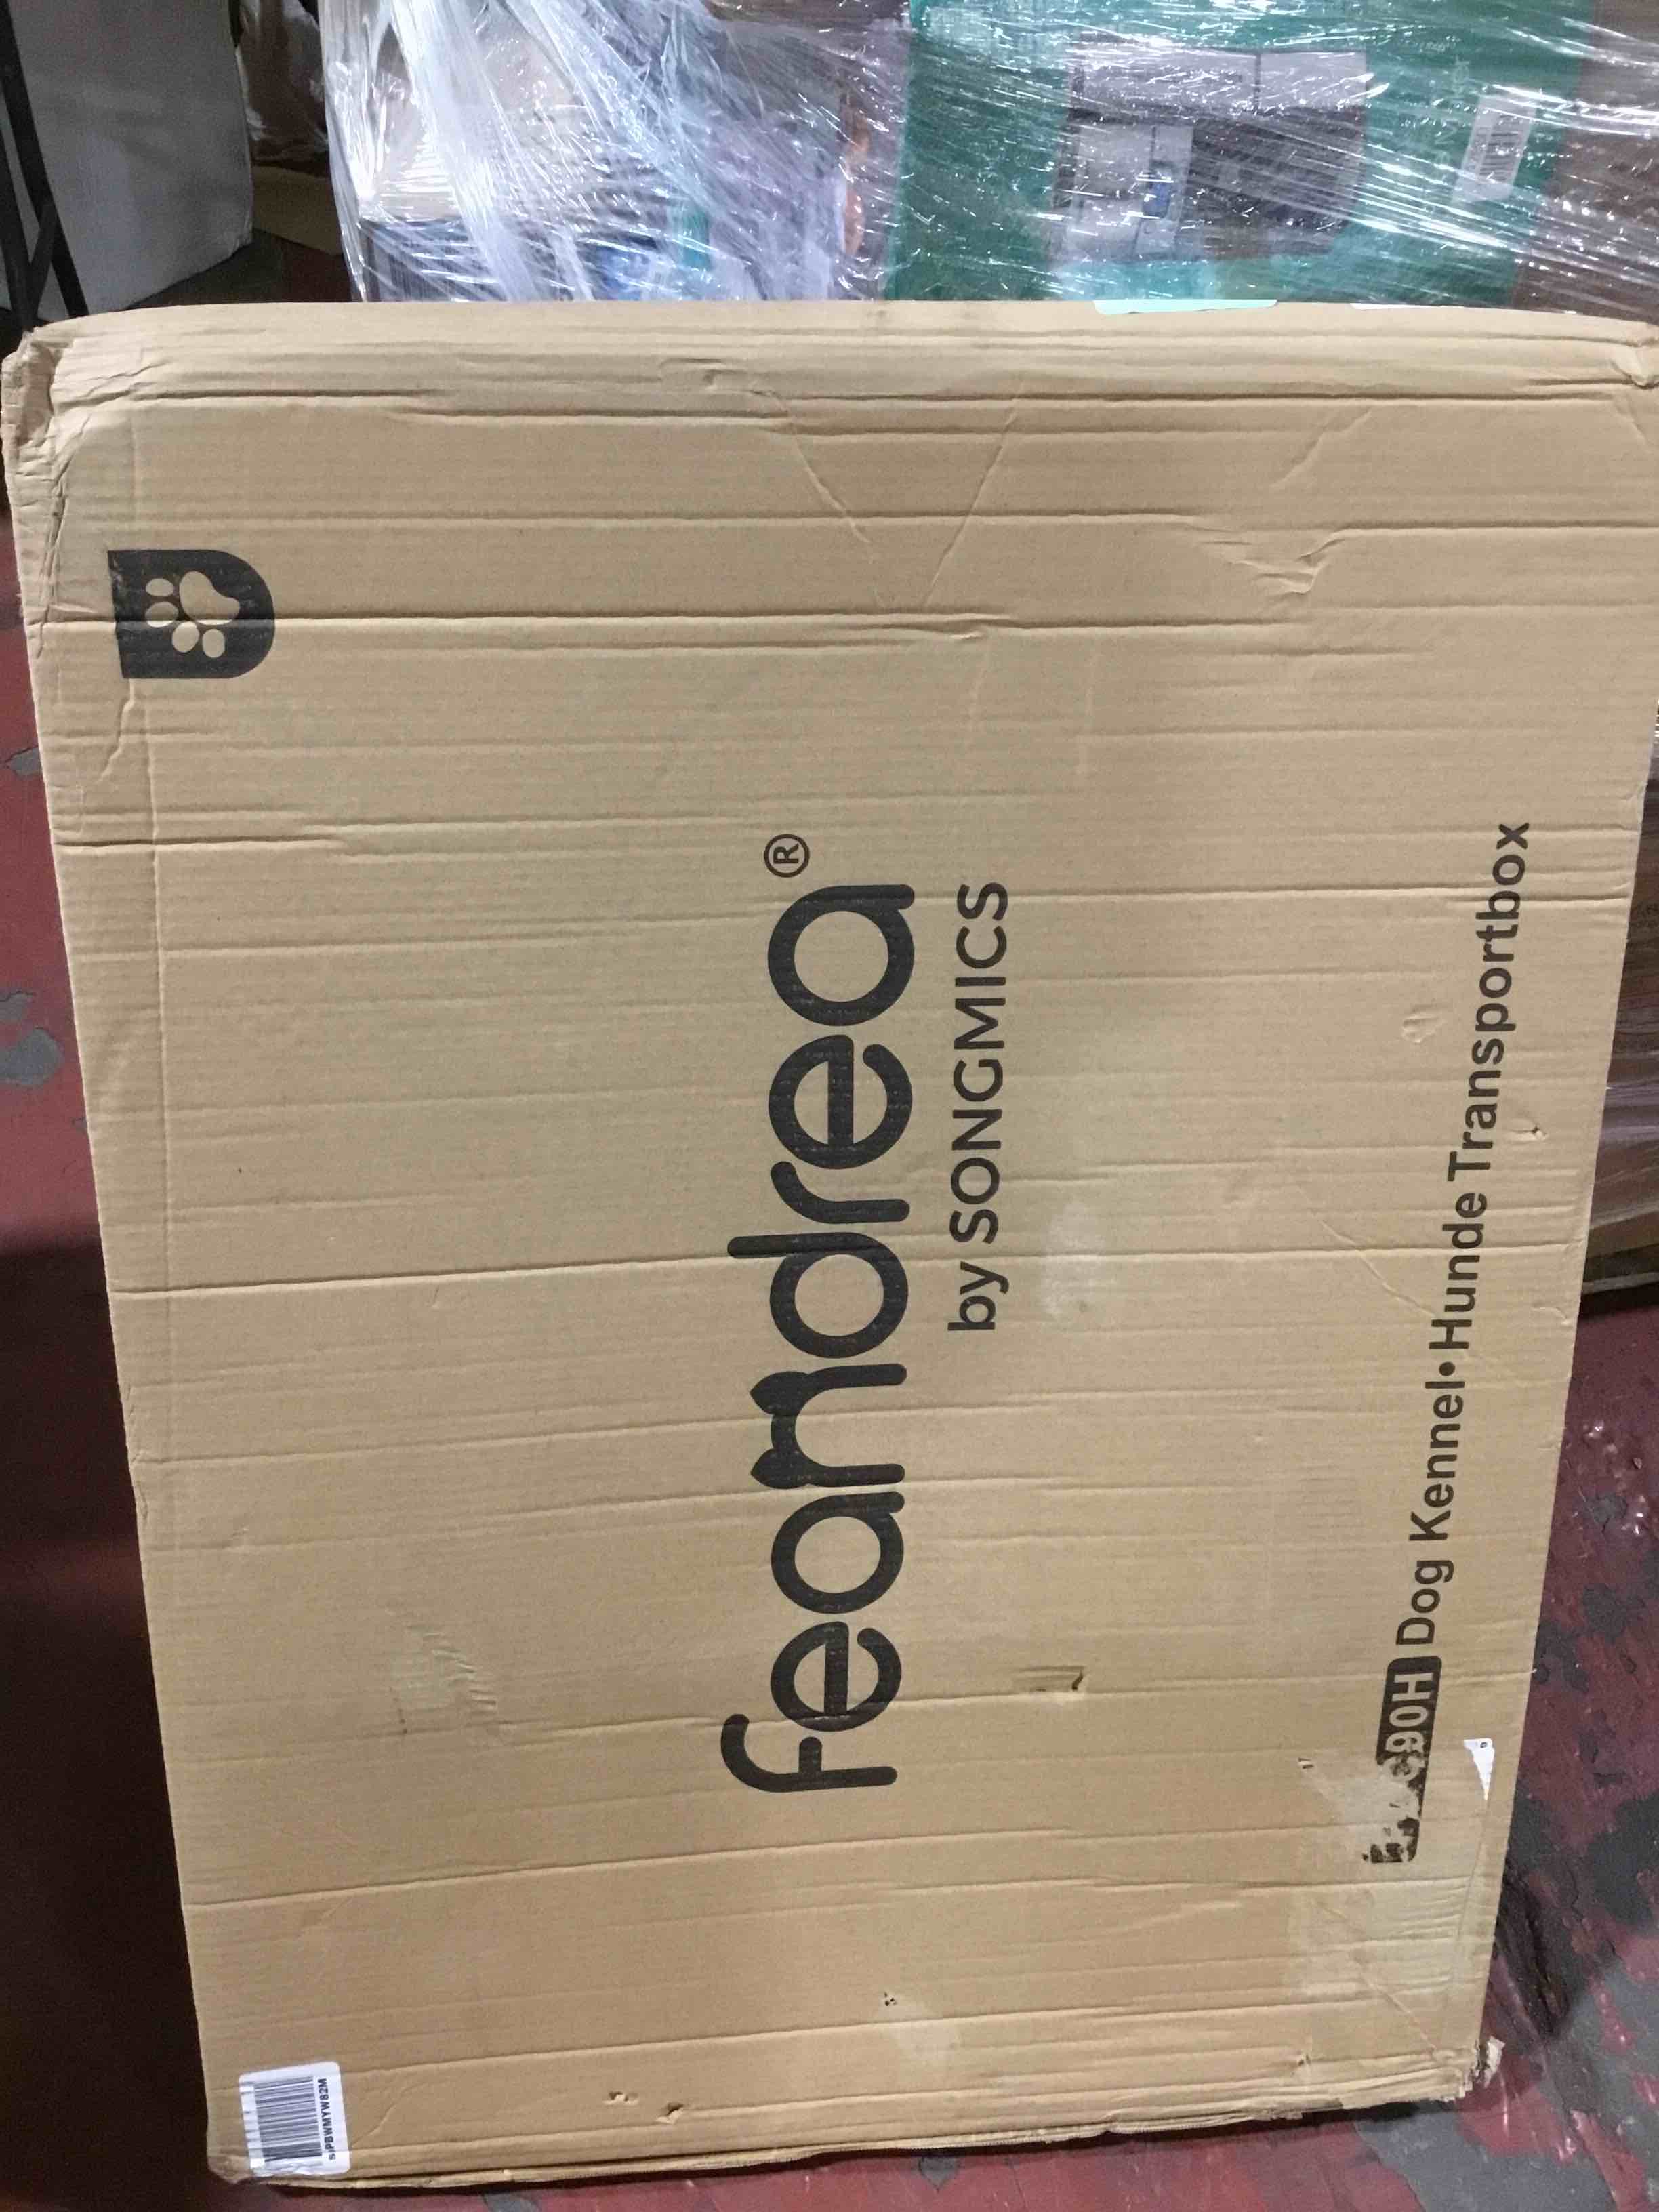 feandrea®
by SONGMICS
90H Dog Kennel• Hunde Transportbox